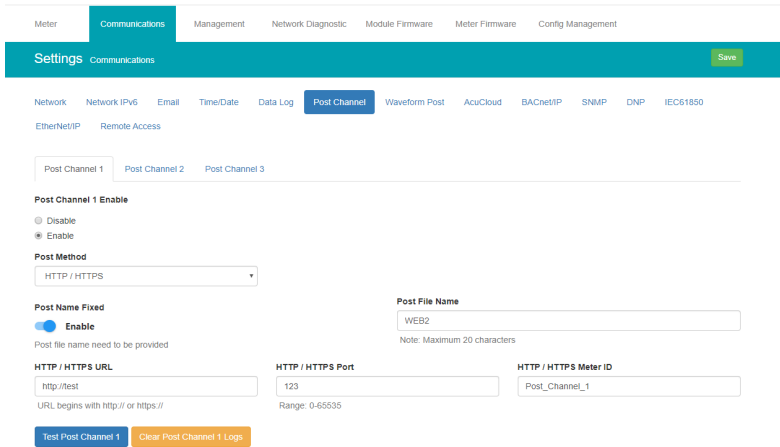 Meter Communications Management Network Diagnostic Module Firmware Meter Firmware Config Management
Settings Communications Save
Network Network IPv6 Email Time/Date Data Log Post Channel Waveform Post AcuCloud BACnet/IP SNMP DNP IEC61850
EtherNet/IP Remote Access
Post Channel 1 Post Channel 2 Post Channel 3
Post Channel 1 Enable
Disable
Enable
Post Method
HTTP / HTTPS
Post Name Fixed Post File Name
Enable WEB2
Post file name need to be provided Note: Maximum 20 characters
HTTP / HTTPS URL HTTP / HTTPS Port HTTP / HTTPS Meter ID
http://test 123 Post_Channel_1
URL begins with http:// or https:// Range: 0-65535
Test Post Channel 1 Clear Post Channel 1 Logs